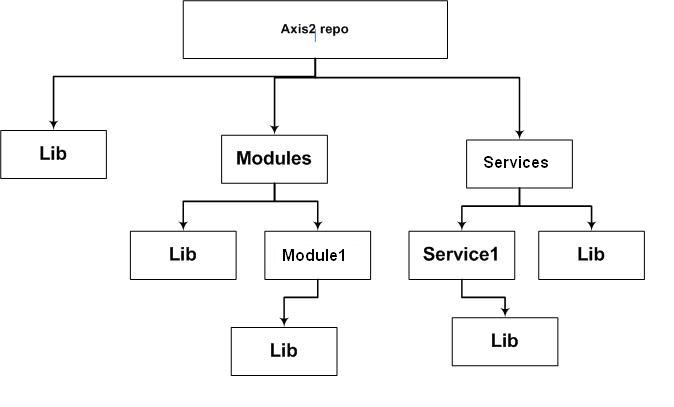 Axis2 repo
Lib
Modules
Services
Lib
Module1
Service1
Lib
Lib
Lib